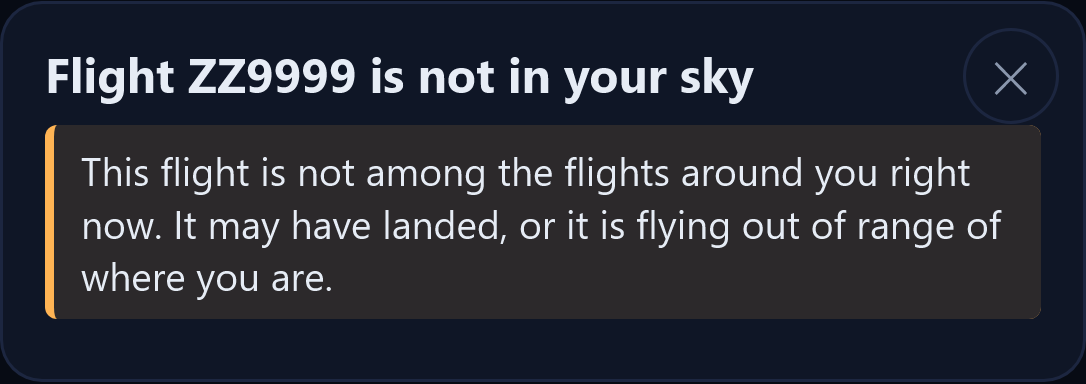 Flight ZZ9999 is not in your sky
This flight is not among the flights around you right
now. It may have landed, or it is flying out of range of
where you are.